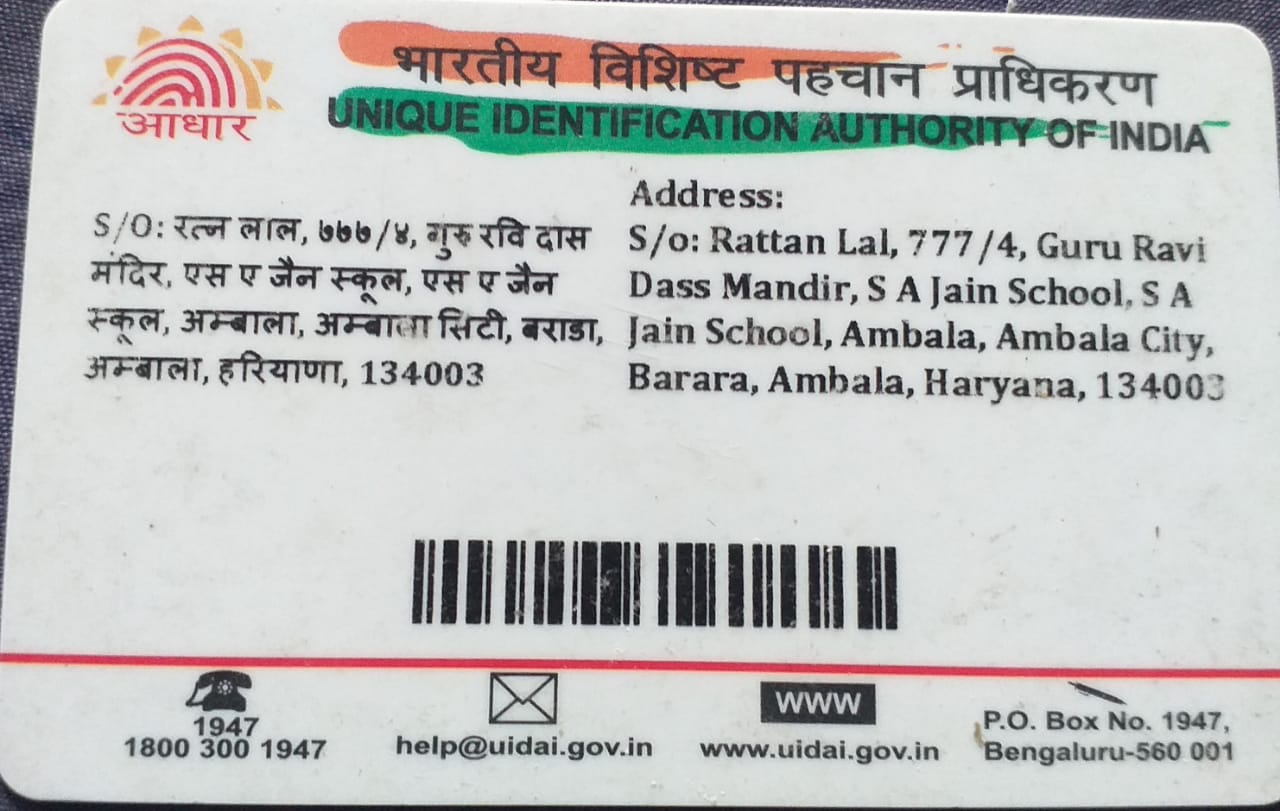 आधार
भारतीय विशिष्ट पहचान प्राधिकरण
UNIQUE IDENTIFICATION AUTHORITY OF INDIA
S/O: रत्न लाल, ७७७/४, गुरु रवि दास
मंदिर, एस ए जैन स्कूल, एस ए जैन
स्कूल, अम्बाला, अम्बाला सिटी, बराडा,
अम्बाला, हरियाणा, 134003
Address:
S/o: Rattan Lal, 777/4, Guru Ravi
Dass Mandir, S A Jain School, S A
Jain School, Ambala, Ambala City,
Barara, Ambala, Haryana, 134003
1947
1800 300 1947
help@uidai.gov.in
WWW
www.uidai.gov.in
P.O. Box No. 1947,
Bengaluru-560 001